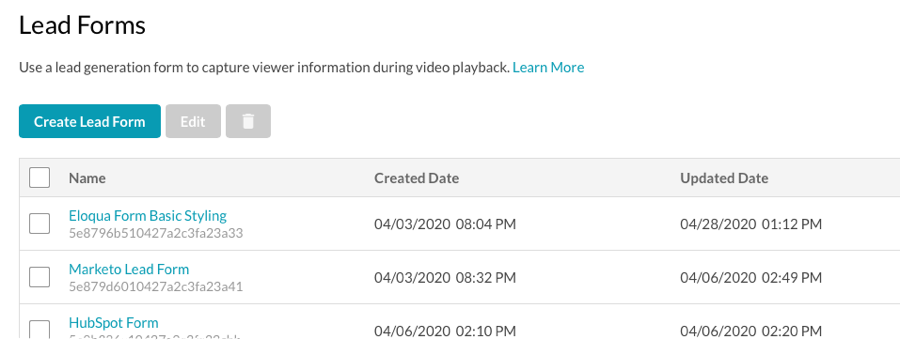 Lead Forms
Use a lead generation form to capture viewer information during video playback. Learn More
Create Lead Form Edit
Name Created Date Updated Date
Eloqua Form Basic Styling 04/03/2020 08:04 PM 04/28/2020 01:12 PM
5e8796b510427a2c3fa23a33
Marketo Lead Form 04/03/2020 08:32 PM 04/06/2020 02:49 PM
5e879d6010427a2c3fa23a41
HubSpot Form 04/06/2020 02:10 PM 04/06/2020 02:20 PM